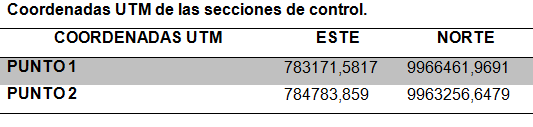 Coordenadas UTM de las secciones de control.
COORDENADAS UTM ESTE NORTE
PUNTO 1 783171,5817 9966461,9691
PUNTO 2 784783,859 9963256,6479